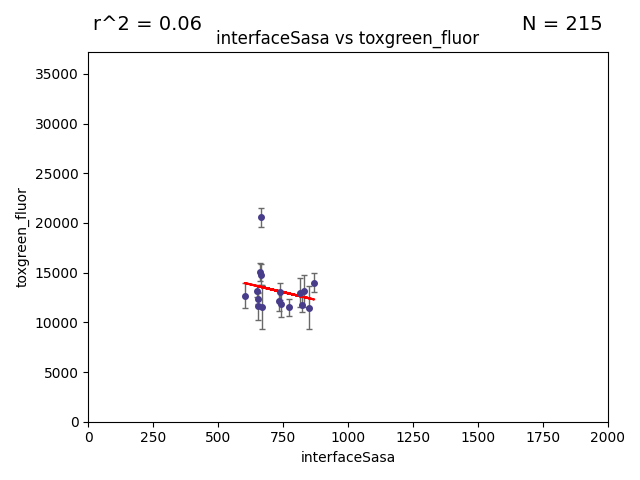 r^2 = 0.06
N = 215
interfaceSasa vs toxgreen_fluor
35000
30000
25000
20000
15000
10000
5000
0
toxgreen_fluor
0 250 500 750 1000 1250 1500 1750 2000
interfaceSasa